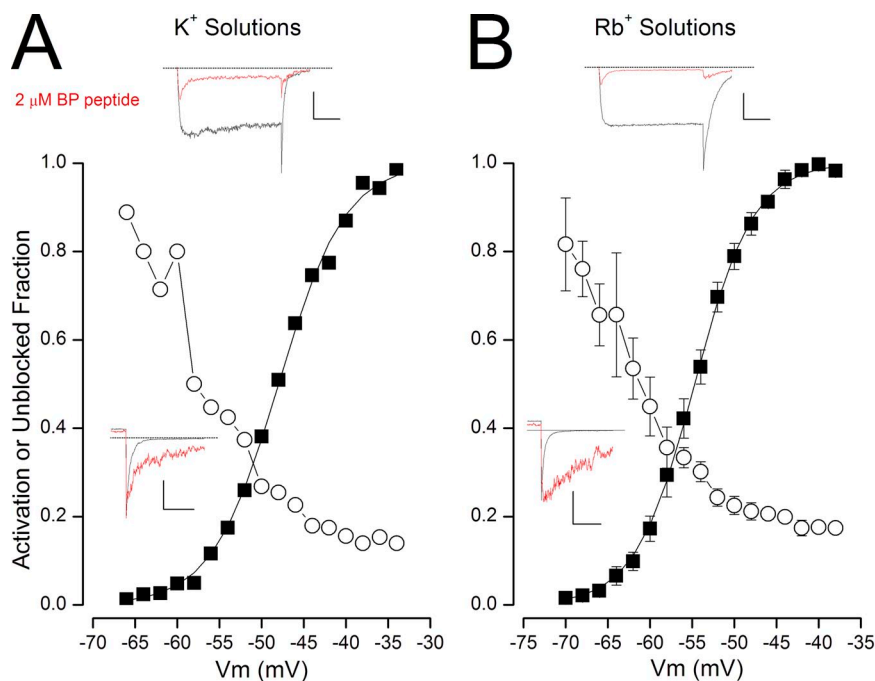 A
K+ Solutions
2 μM BP peptide
B
Rb+ Solutions
Activation or Unblocked Fraction
1.0
0.8
0.6
0.4
0.2
0.0
-70 -65 -60 -55 -50 -45 -40 -35 -30
Vm (mV)
1.0
0.8
0.6
0.4
0.2
0.0
-75 -70 -65 -60 -55 -50 -45 -40 -35
Vm (mV)